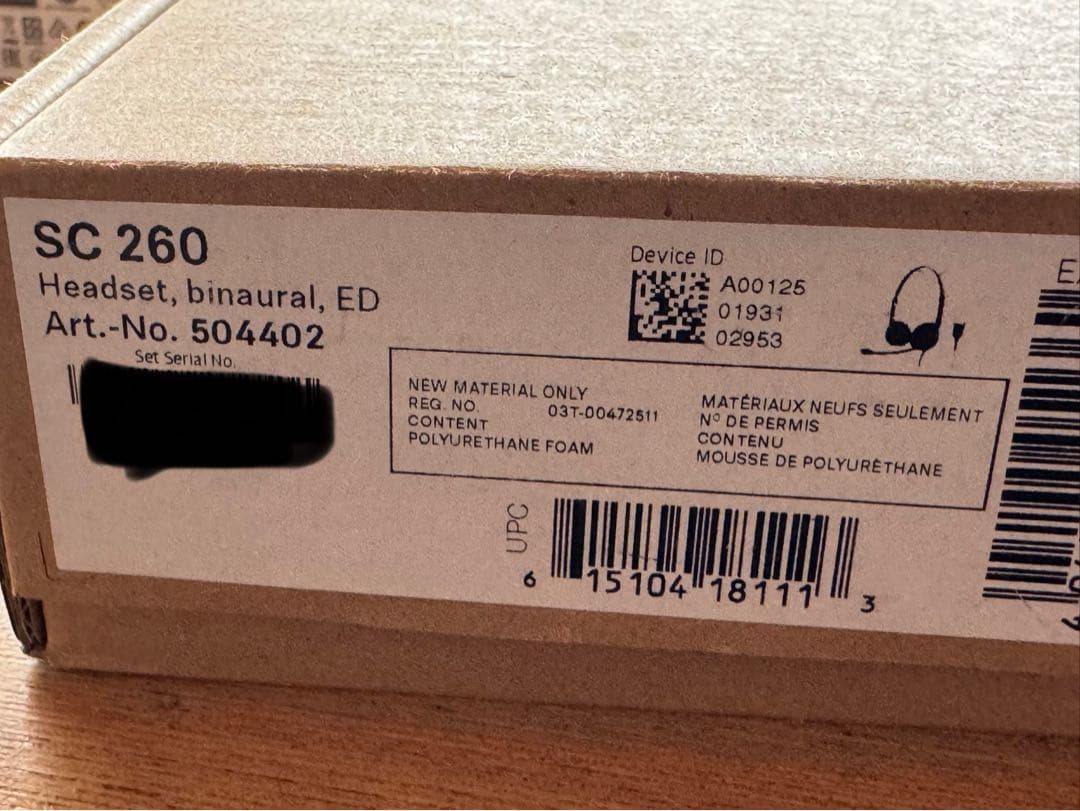 SC 260
Headset, binaural, ED
Art.-No. 504402
Set Serial No.
Device ID
A00125
01931
02953
NEW MATERIAL ONLY
REG. NO. 03T-00472511
CONTENT
POLYURETHANE FOAM
MATÉRIAUX NEUFS SEULEMENT
Nº DE PERMIS
CONTENU
MOUSSE DE POLYURÉTHANE
UPC
6 15104 18111 3